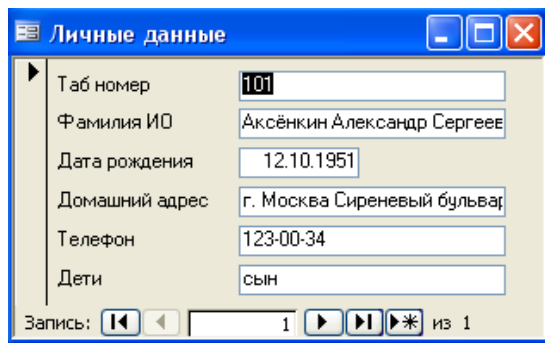 Личные данные
Таб номер 101
Фамилия ИО Аксёнкин Александр Сергеев
Дата рождения 12.10.1951
Домашний адрес г. Москва Сиреневый бульвар
Телефон 123-00-34
Дети сын
Запись: 1 из 1